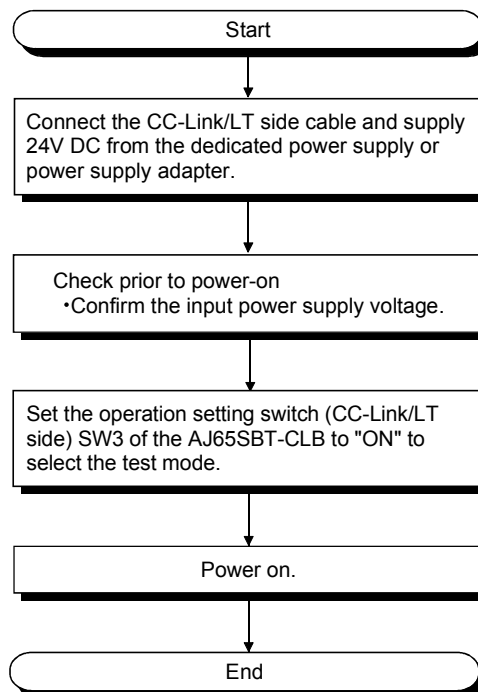 Start
Connect the CC-Link/LT side cable and supply
24V DC from the dedicated power supply or
power supply adapter.
Check prior to power-on
・Confirm the input power supply voltage.
Set the operation setting switch (CC-Link/LT
side) SW3 of the AJ65SBT-CLB to "ON" to
select the test mode.
Power on.
End